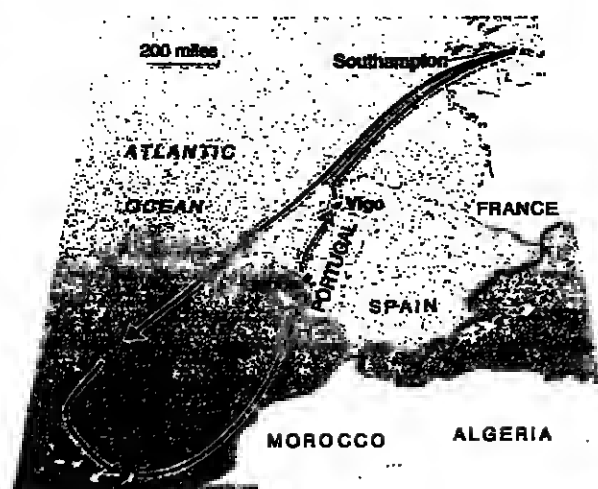 200 miles
Southampton
ATLANTIC
OCEAN
Vigo
FRANCE
PORTUGAL
SPAIN
MOROCCO
ALGERIA